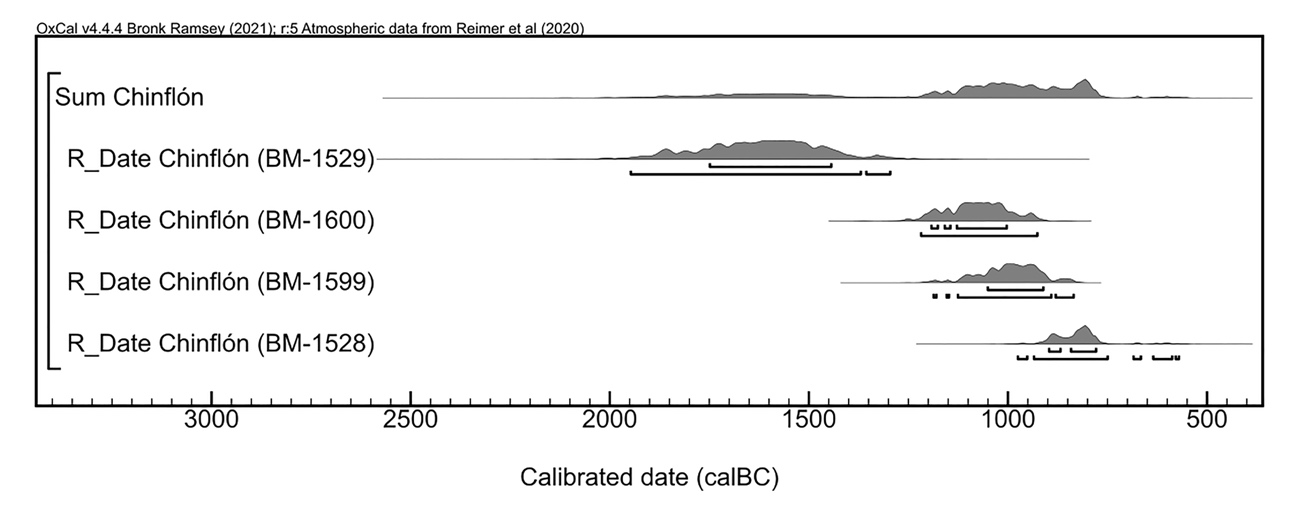 OxCal v4.4.4 Bronk Ramsey (2021); r:5 Atmospheric data from Reimer et al (2020)
Sum Chinflón
R_Date Chinflón (BM-1529)
R_Date Chinflón (BM-1600)
R_Date Chinflón (BM-1599)
R_Date Chinflón (BM-1528)
3000 2500 2000 1500 1000 500
Calibrated date (calBC)